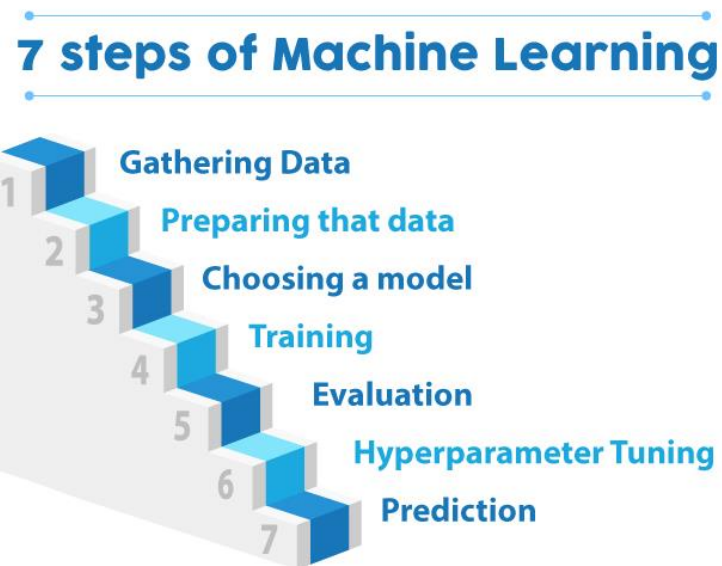 7 steps of Machine Learning
1
Gathering Data
2
Preparing that data
3
Choosing a model
4
Training
5
Evaluation
6
Hyperparameter Tuning
7
Prediction